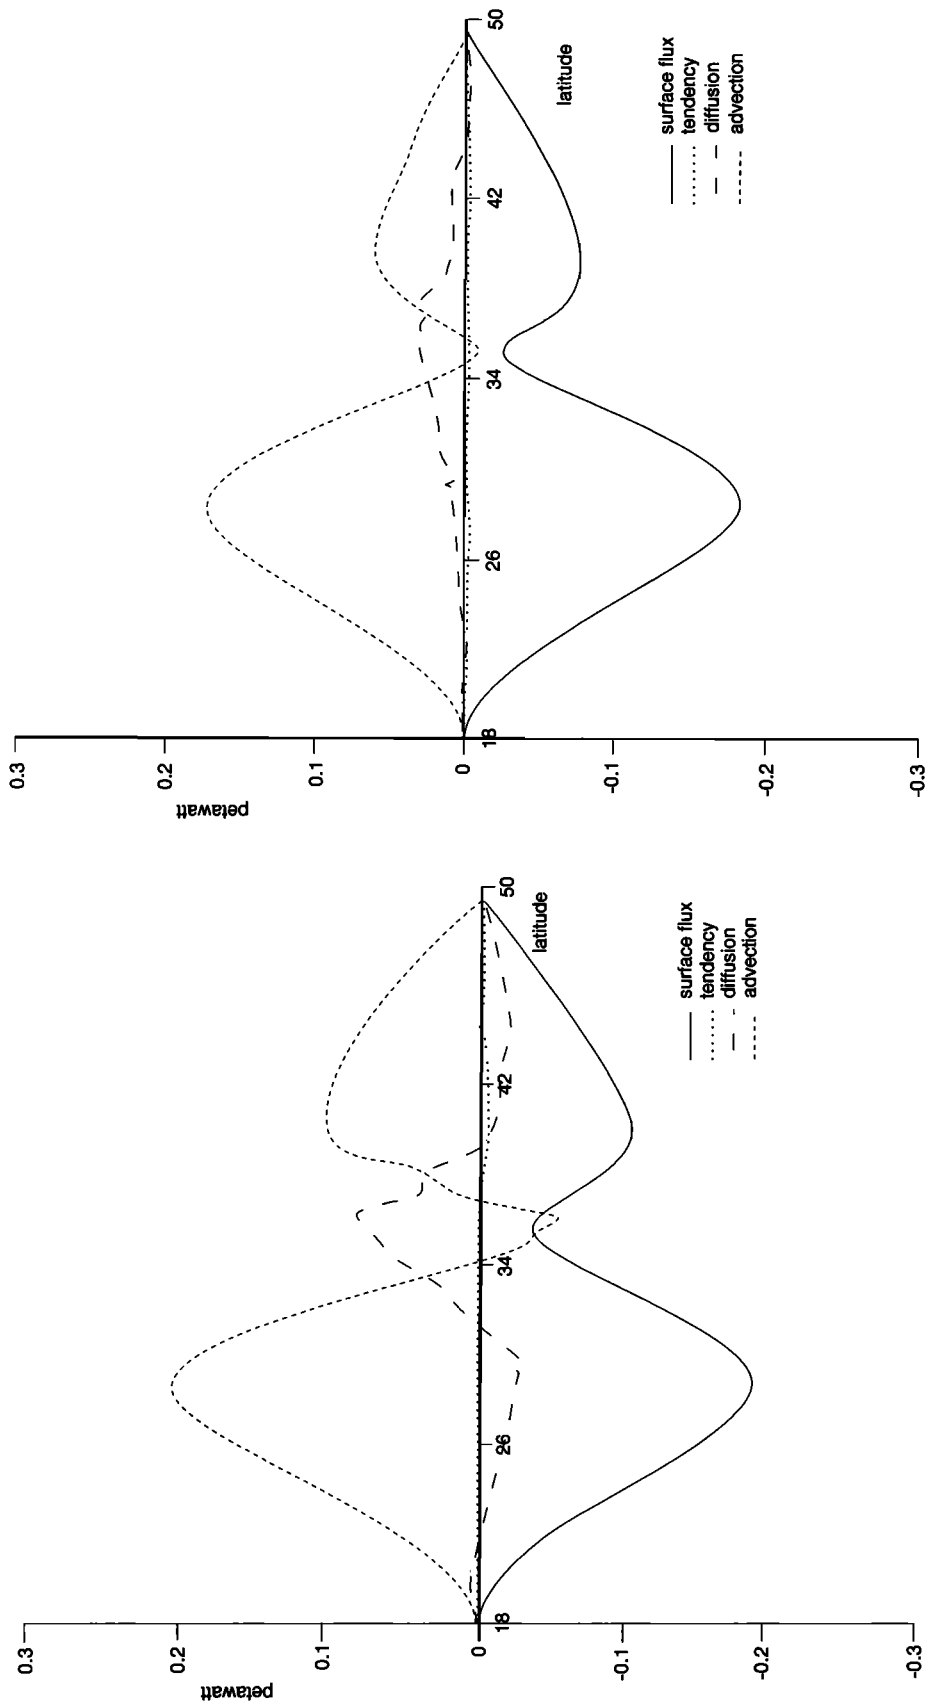 0.3
0.2
0.1
0
-0.1
-0.2
-0.3
petawatt
18
26
34
42
50
latitude
surface flux
tendency
diffusion
advection
0.3
0.2
0.1
0
-0.1
-0.2
-0.3
petawatt
18
26
34
42
50
latitude
surface flux
tendency
diffusion
advection